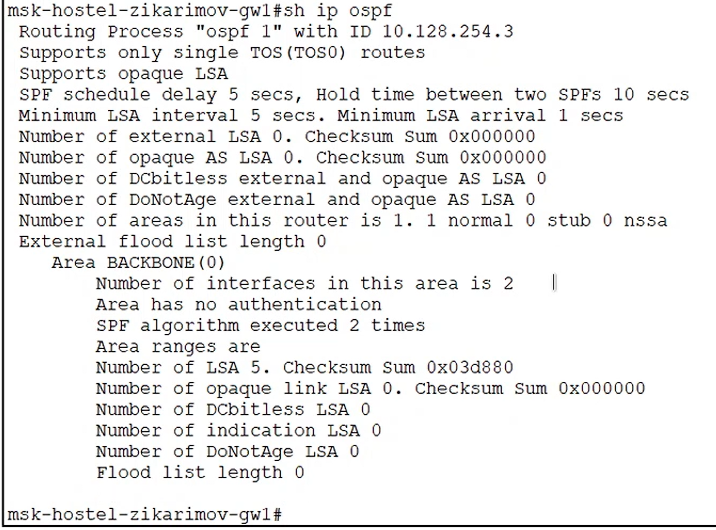 msk-hostel-zikarimov-gw1#sh ip ospf
Routing Process "ospf 1" with ID 10.128.254.3
Supports only single TOS(TOS0) routes
Supports opaque LSA
SPF schedule delay 5 secs, Hold time between two SPFs 10 secs
Minimum LSA interval 5 secs. Minimum LSA arrival 1 secs
Number of external LSA 0. Checksum Sum 0x000000
Number of opaque AS LSA 0. Checksum Sum 0x000000
Number of DCbitless external and opaque AS LSA 0
Number of DoNotAge external and opaque AS LSA 0
Number of areas in this router is 1. 1 normal 0 stub 0 nssa
External flood list length 0
Area BACKBONE(0)
Number of interfaces in this area is 2
Area has no authentication
SPF algorithm executed 2 times
Area ranges are
Number of LSA 5. Checksum Sum 0x03d880
Number of opaque link LSA 0. Checksum Sum 0x000000
Number of DCbitless LSA 0
Number of indication LSA 0
Number of DoNotAge LSA 0
Flood list length 0
msk-hostel-zikarimov-gw1#